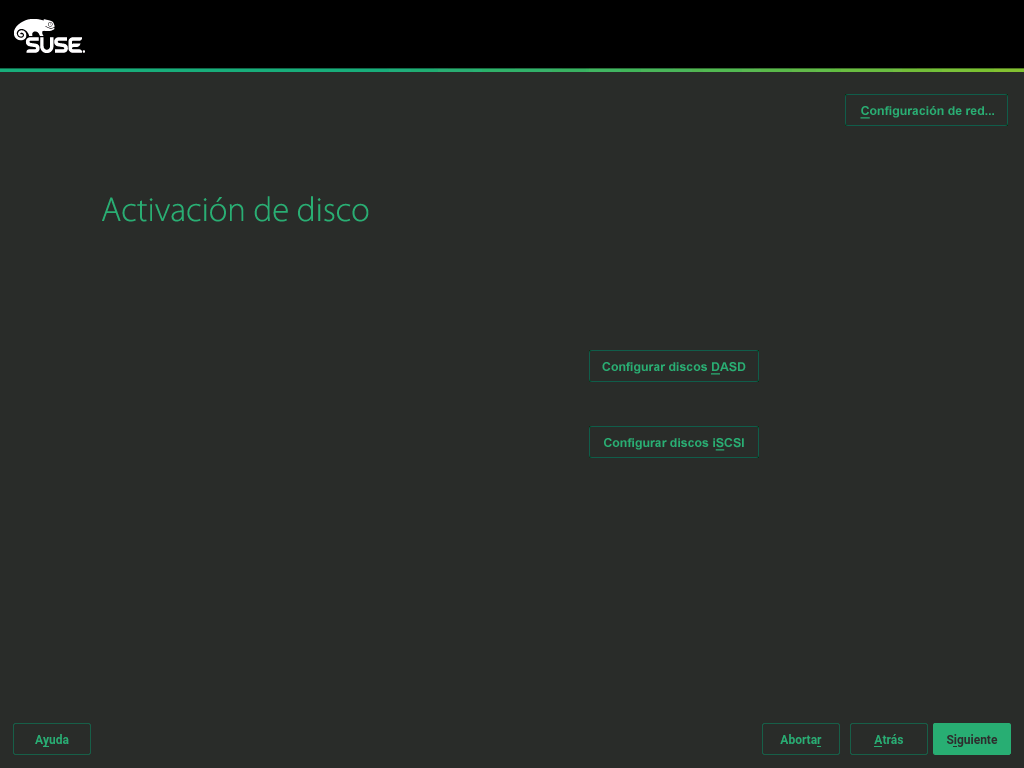 SUSE
Configuración de red...
Activación de disco
Configurar discos DASD
Configurar discos iSCSI
Ayuda
Abortar
Atrás
Siguiente